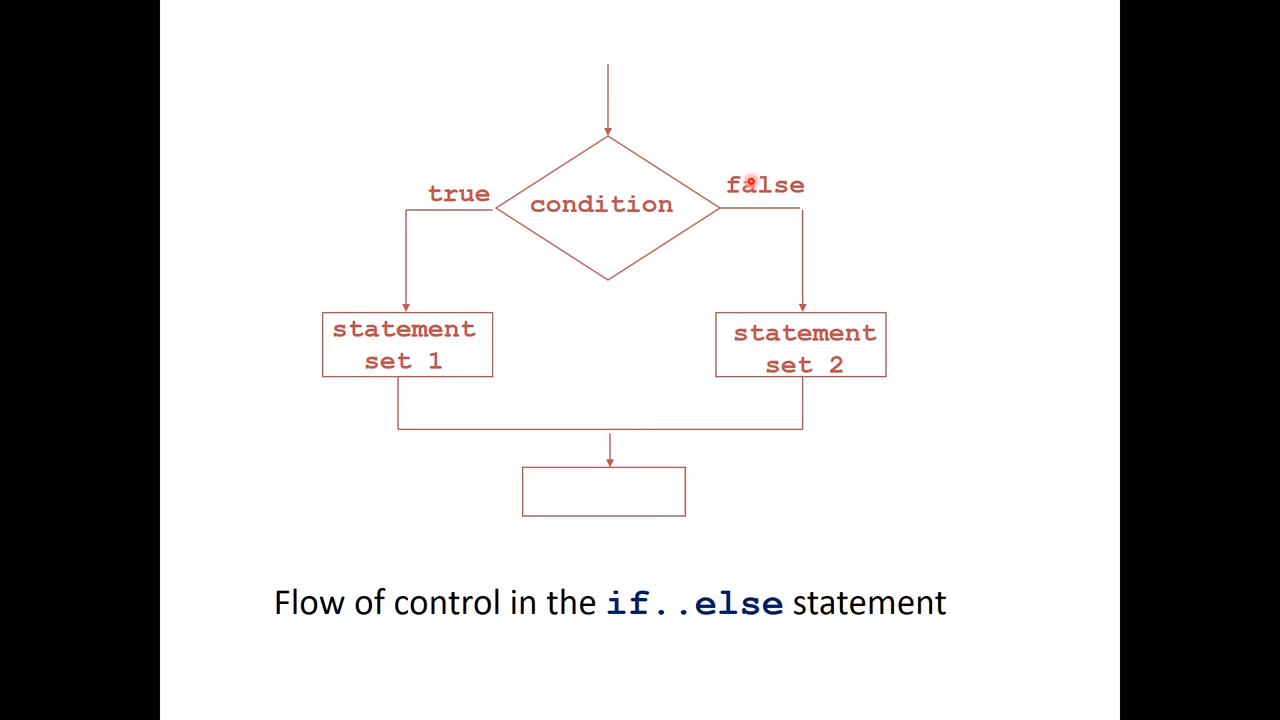 true
false
condition
statement
set 1
statement
set 2
Flow of control in the if..else statement